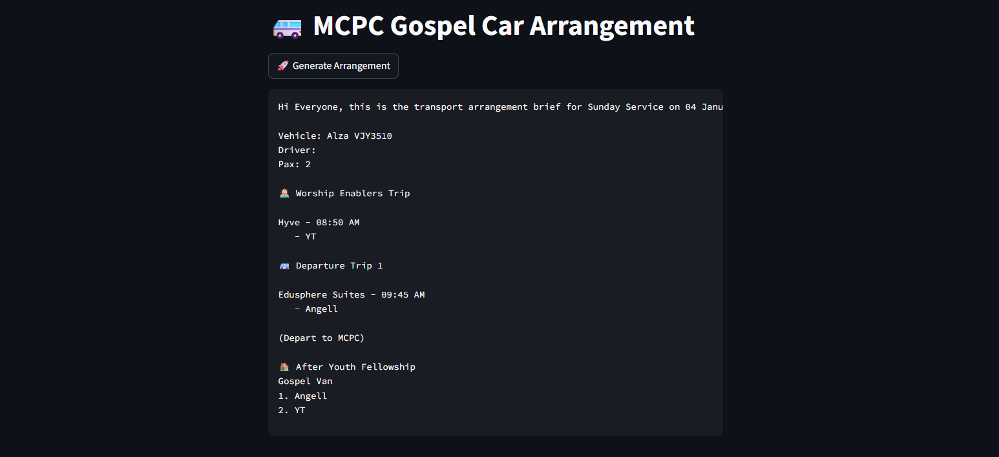 MCPC Gospel Car Arrangement
Generate Arrangement
Hi Everyone, this is the transport arrangement brief for Sunday Service on 04 Janu
Vehicle: Alza VJY3510
Driver:
Pax: 2
Worship Enablers Trip
Hyve - 08:50 AM
- YT
Departure Trip 1
Edusphere Suites - 09:45 AM
- Angell
(Depart to MCPC)
After Youth Fellowship
Gospel Van
1. Angell
2. YT